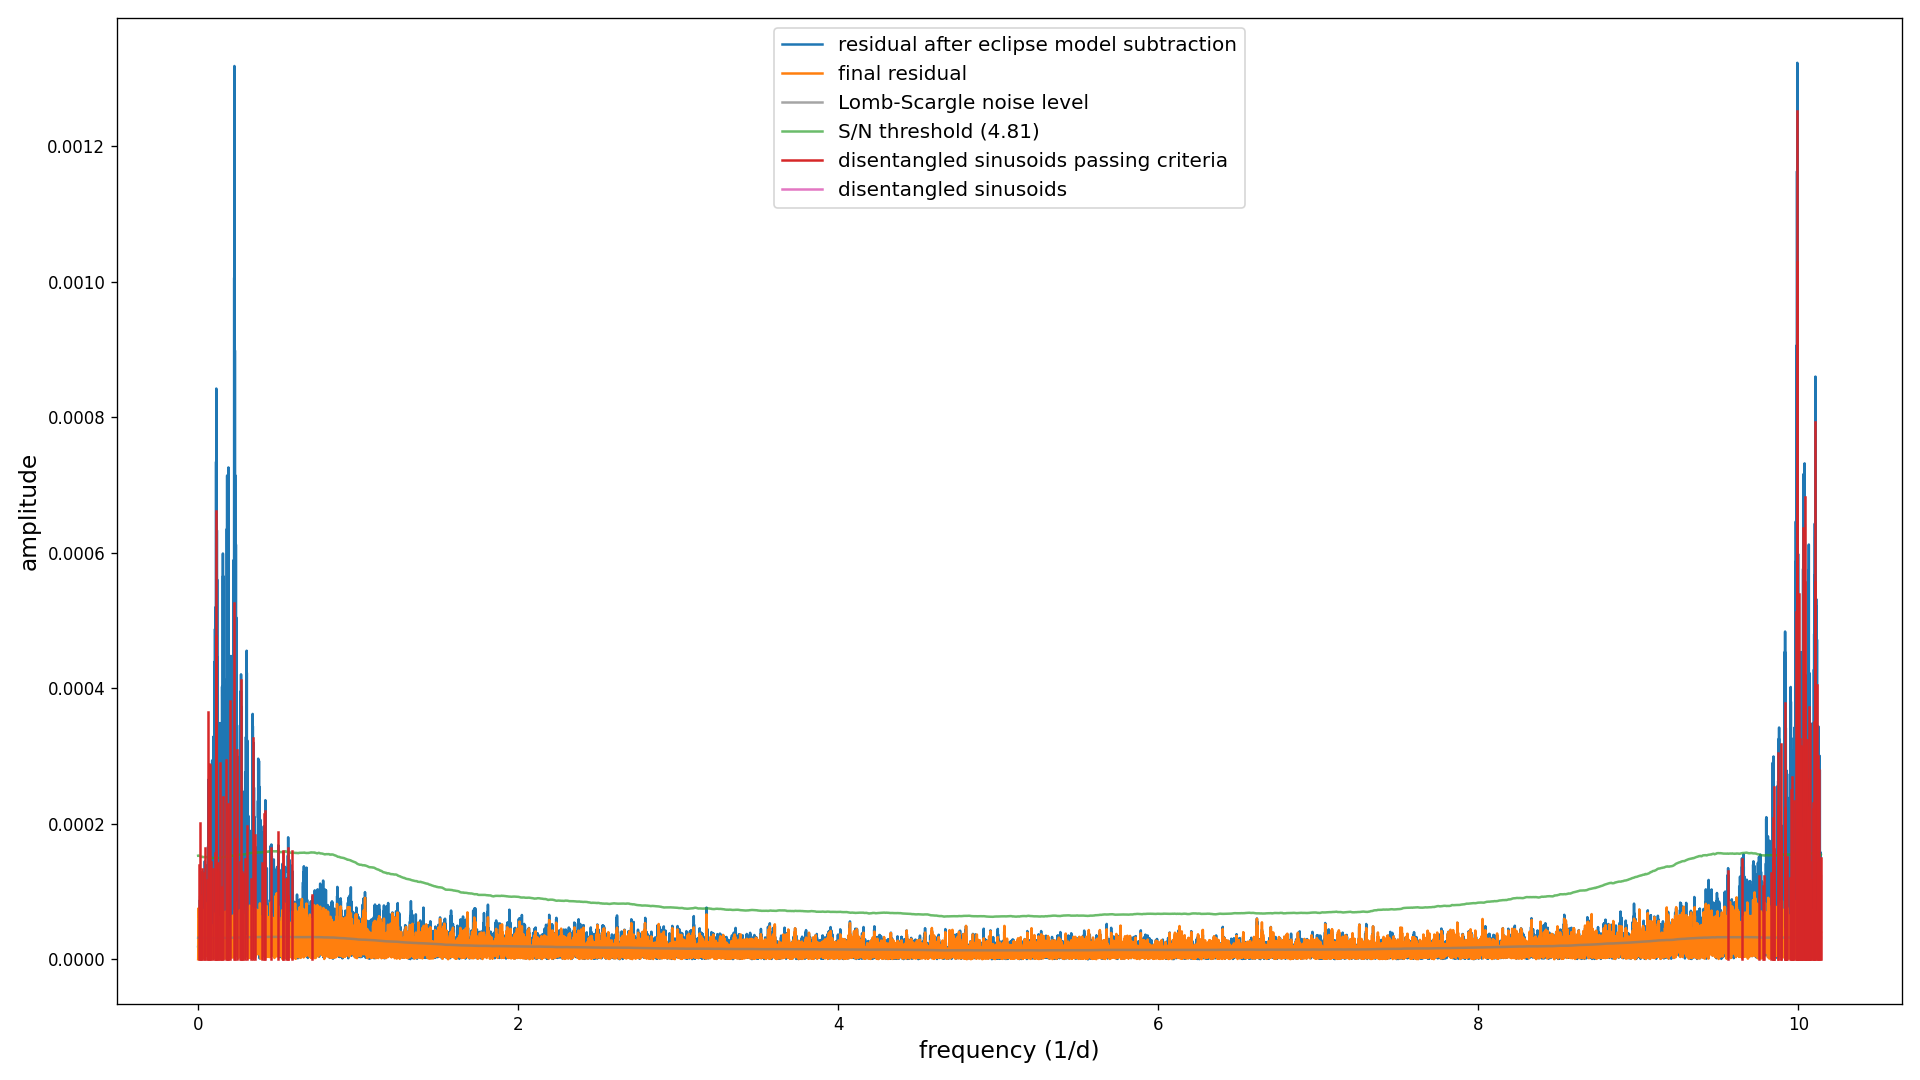 residual after eclipse model subtraction
final residual
Lomb-Scargle noise level
S/N threshold (4.81)
disentangled sinusoids passing criteria
disentangled sinusoids
amplitude
0.0012
0.0010
0.0008
0.0006
0.0004
0.0002
0.0000
0 2 4 6 8 10
frequency (1/d)